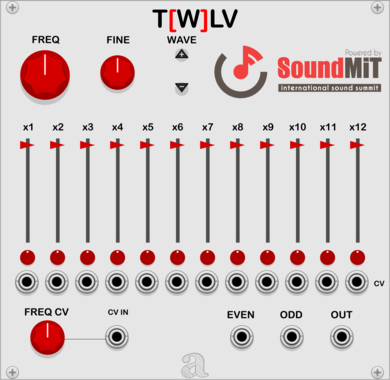 T[W]LV
FREQ
FINE
WAVE
Powered by
SoundMiT
international sound summit
x1 x2 x3 x4 x5 x6 x7 x8 x9 x10 x11 x12
CV
FREQ CV
CV IN
EVEN
ODD
OUT
a